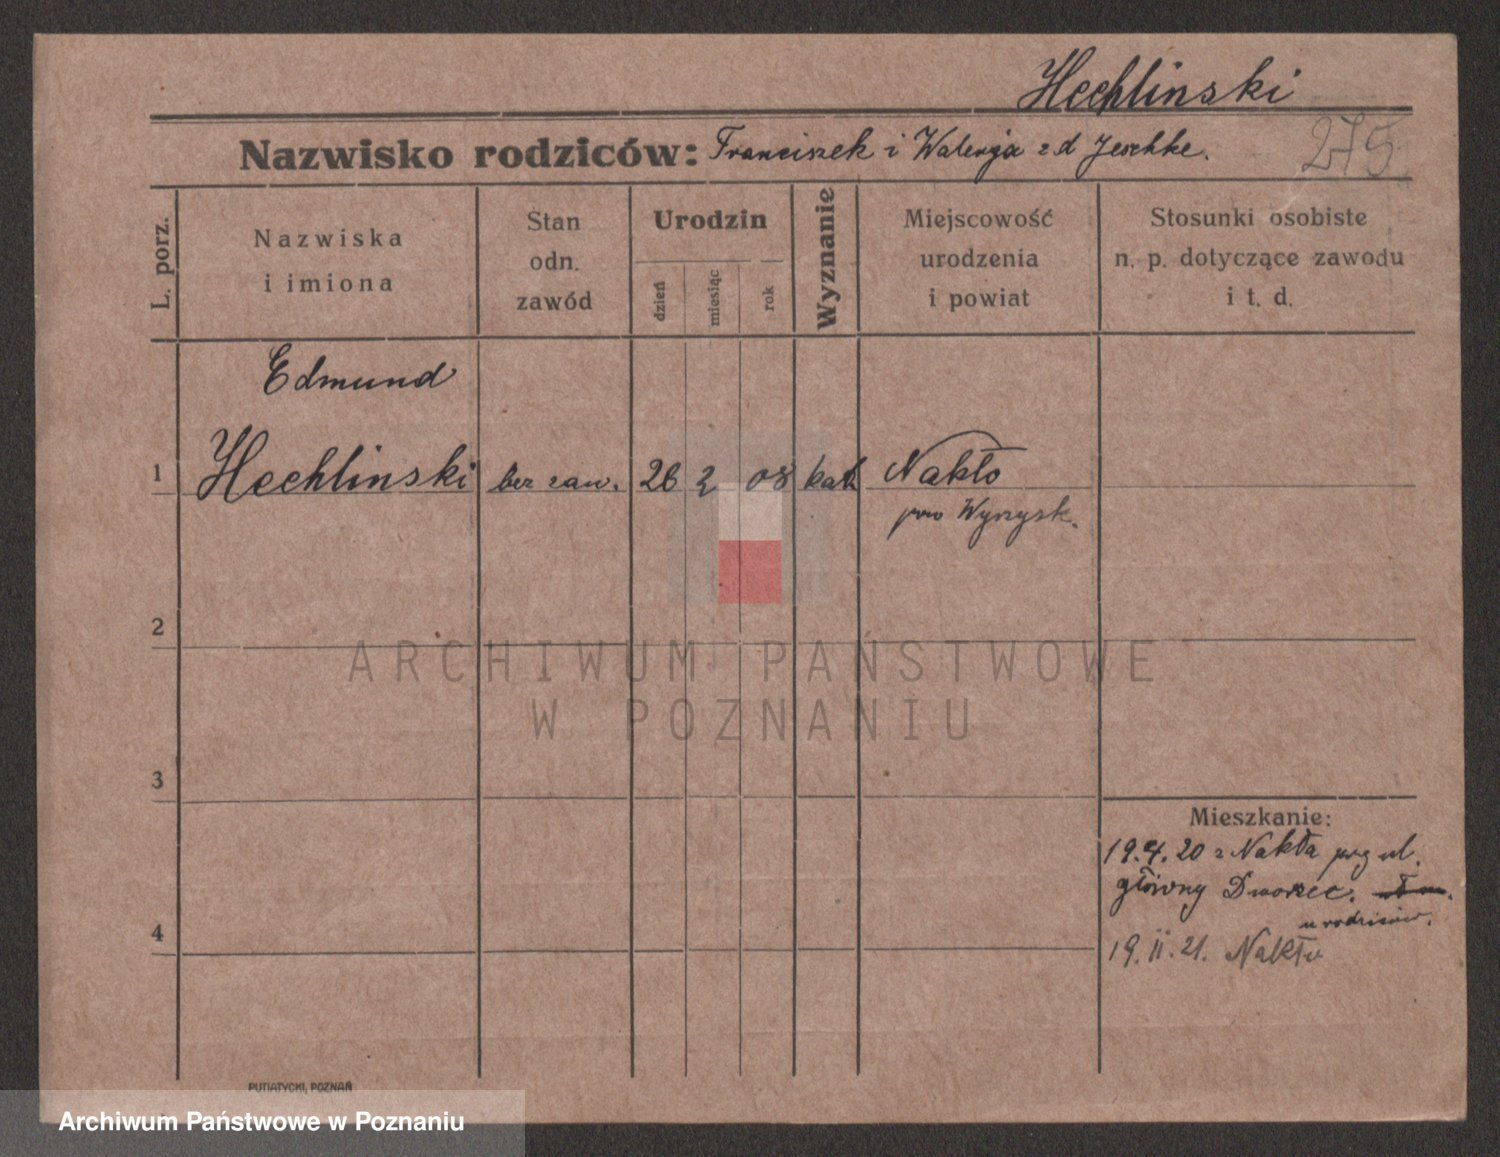 Hechlinski
Nazwisko rodziców: Franciszek i Walerja z d Jeschke.
275
L. porz.
Nazwiska
i imiona
Stan
odn.
zawód
Urodzin
dzień
miesiąc
rok
Wyznanie
Miejscowość
urodzenia
i powiat
Stosunki osobiste
n. p. dotyczące zawodu
i t. d.
Edmund
1 Hechlinski bez zaw. 26 2 08 kat Nakło
pow Wyrzysk.
2
ARCHIWUM PAŃSTWOWE
W POZNANIU
3
Mieszkanie:
19.4.20 z Nakła ul.
główny Dworzec.
u rodziców.
4
19.II.21. Nakło
PUTIATYCKI, POZNAŃ
Archiwum Państwowe w Poznaniu